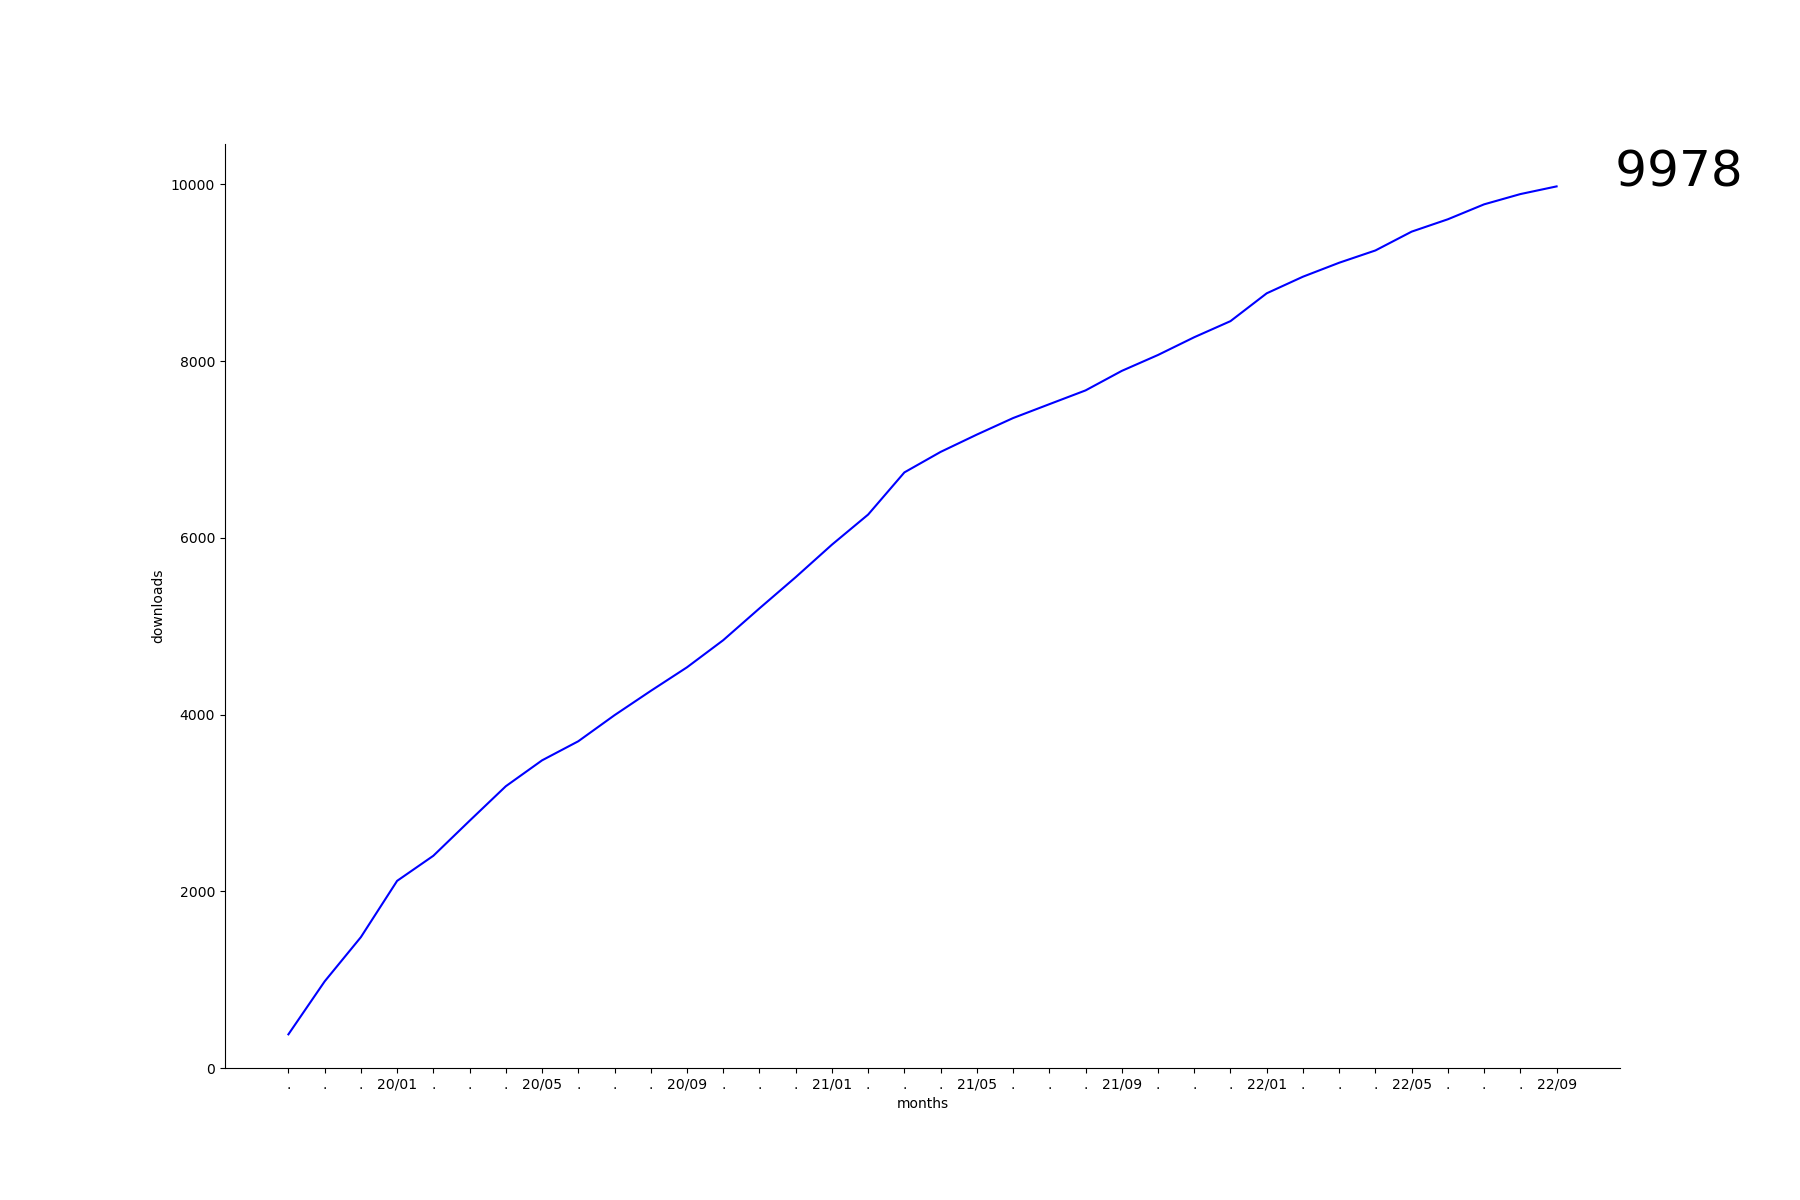 9978
10000
8000
6000
4000
2000
0
downloads
. . . 20/01 . . . 20/05 . . . 20/09 . . . 21/01 . . . 21/05 . . . 21/09 . . . 22/01 . . . 22/05 . . . 22/09
months